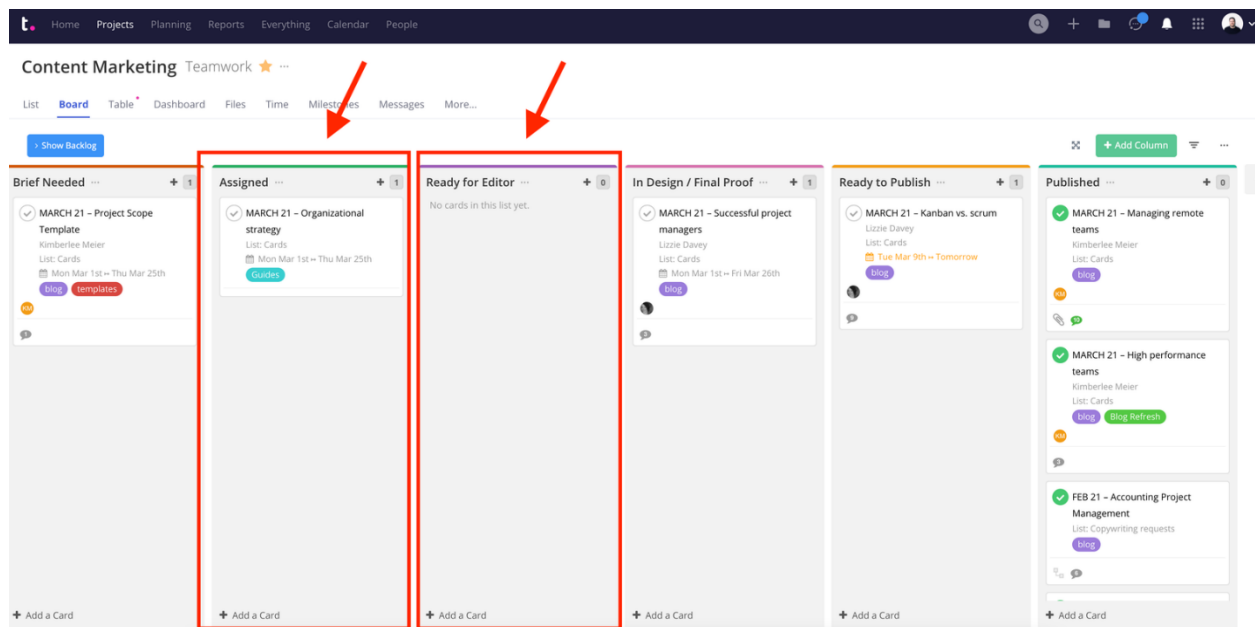 t.
Home Projects Planning Reports Everything Calendar People
Content Marketing Teamwork
List Board Table Dashboard Files Time Milestones Messages More...
› Show Backlog
+ Add Column
Brief Needed
+ 1
MARCH 21 – Project Scope
Template
Kimberlee Meier
List: Cards
Mon Mar 1st ↔ Thu Mar 25th
blog templates
KM
1
+ Add a Card
Assigned
+ 1
MARCH 21 – Organizational
strategy
List: Cards
Mon Mar 1st ↔ Thu Mar 25th
Guides
+ Add a Card
Ready for Editor
+ 0
No cards in this list yet.
+ Add a Card
In Design / Final Proof
+ 1
MARCH 21 – Successful project
managers
Lizzie Davey
List: Cards
Mon Mar 1st ↔ Fri Mar 26th
blog
+ Add a Card
Ready to Publish
+ 1
MARCH 21 – Kanban vs. scrum
Lizzie Davey
List: Cards
Tue Mar 9th ↔ Tomorrow
blog
+ Add a Card
Published
+ 0
MARCH 21 – Managing remote
teams
Kimberlee Meier
List: Cards
blog
KM
10
MARCH 21 – High performance
teams
Kimberlee Meier
List: Cards
blog Blog Refresh
KM
FEB 21 – Accounting Project
Management
List: Copywriting requests
blog
+ Add a Card